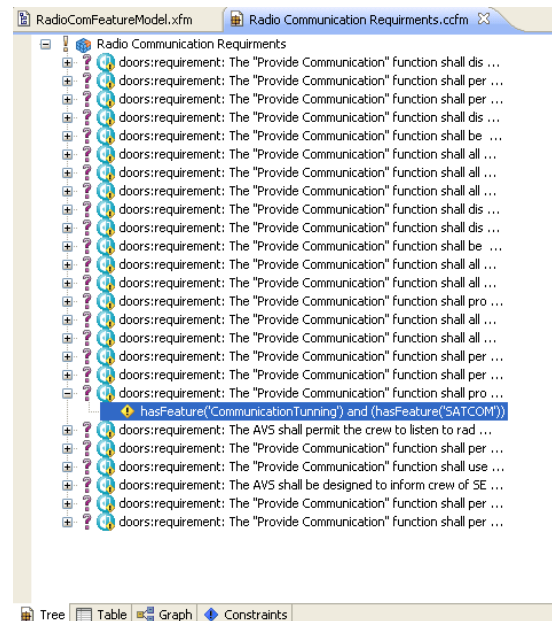 RadioComFeatureModel.xfm Radio Communication Requirments.ccfm
Radio Communication Requirments
doors:requirement: The "Provide Communication" function shall dis ...
doors:requirement: The "Provide Communication" function shall per ...
doors:requirement: The "Provide Communication" function shall per ...
doors:requirement: The "Provide Communication" function shall dis ...
doors:requirement: The "Provide Communication" function shall be ...
doors:requirement: The "Provide Communication" function shall all ...
doors:requirement: The "Provide Communication" function shall all ...
doors:requirement: The "Provide Communication" function shall all ...
doors:requirement: The "Provide Communication" function shall dis ...
doors:requirement: The "Provide Communication" function shall dis ...
doors:requirement: The "Provide Communication" function shall be ...
doors:requirement: The "Provide Communication" function shall all ...
doors:requirement: The "Provide Communication" function shall all ...
doors:requirement: The "Provide Communication" function shall pro ...
doors:requirement: The "Provide Communication" function shall all ...
doors:requirement: The "Provide Communication" function shall all ...
doors:requirement: The "Provide Communication" function shall per ...
doors:requirement: The "Provide Communication" function shall per ...
doors:requirement: The "Provide Communication" function shall pro ...
hasFeature('CommunicationTunning') and (hasFeature('SATCOM'))
doors:requirement: The AVS shall permit the crew to listen to rad ...
doors:requirement: The "Provide Communication" function shall per ...
doors:requirement: The "Provide Communication" function shall use ...
doors:requirement: The AVS shall be designed to inform crew of SE ...
doors:requirement: The "Provide Communication" function shall per ...
doors:requirement: The "Provide Communication" function shall per ...
Tree Table Graph Constraints